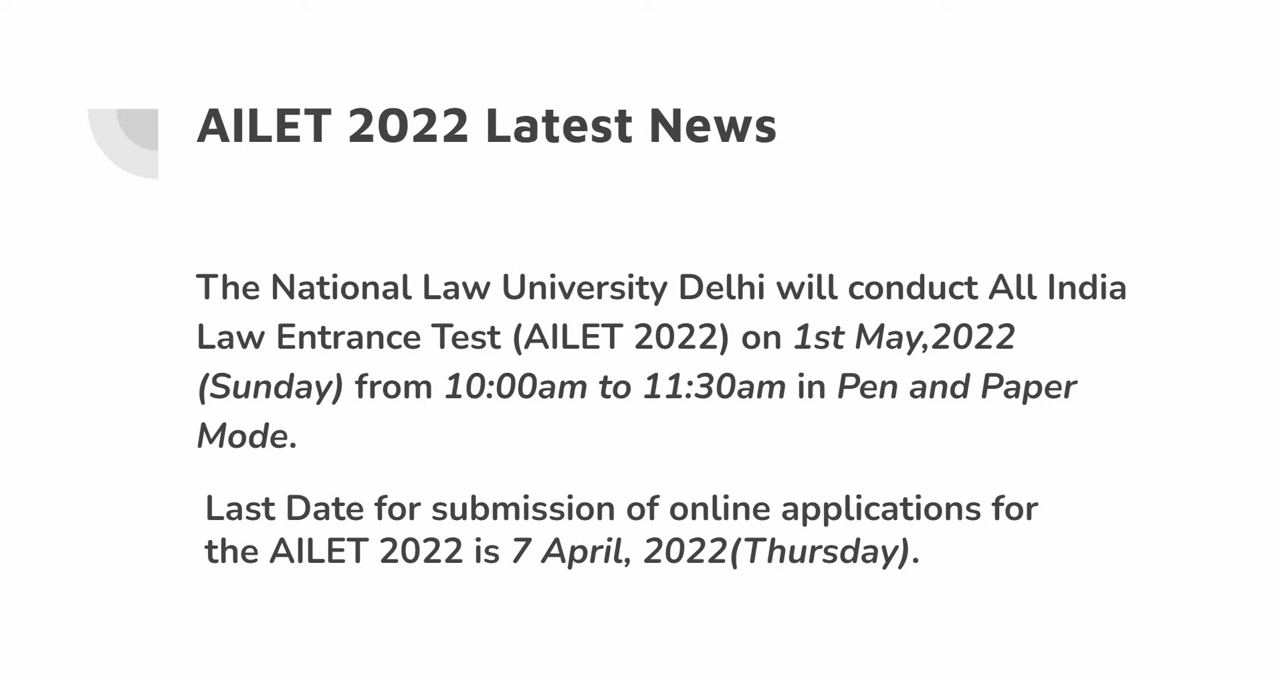 AILET 2022 Latest News
The National Law University Delhi will conduct All India
Law Entrance Test (AILET 2022) on 1st May,2022
(Sunday) from 10:00am to 11:30am in Pen and Paper
Mode.
Last Date for submission of online applications for
the AILET 2022 is 7 April, 2022(Thursday).